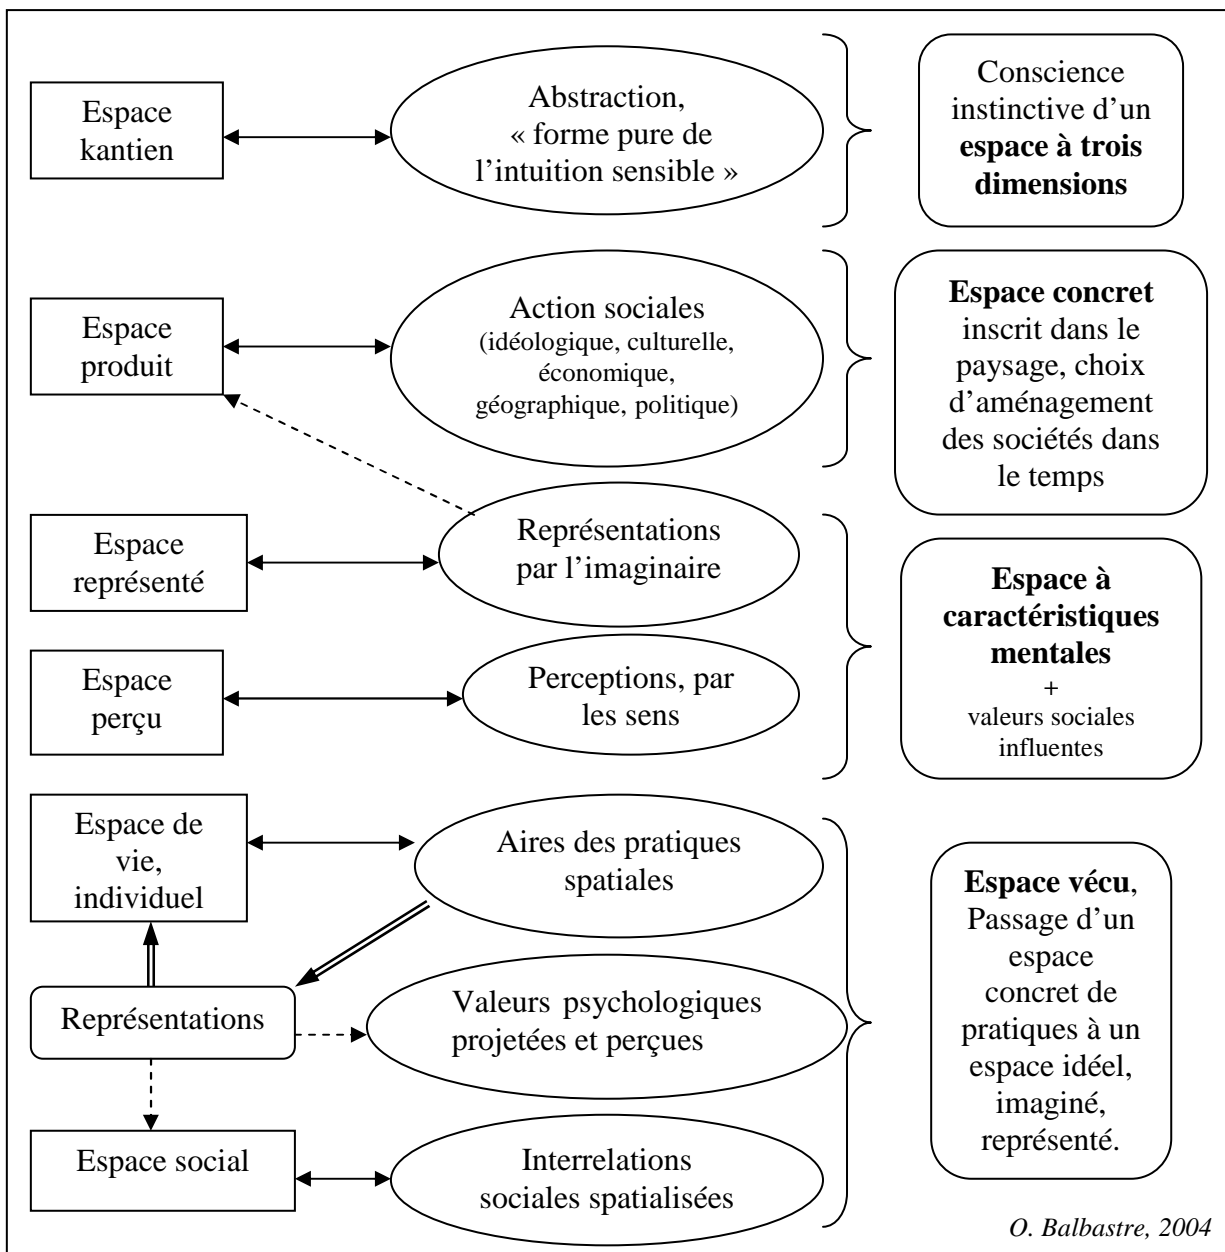 Espace
kantien
Abstraction,
« forme pure de
l’intuition sensible »
Conscience
instinctive d’un
espace à trois
dimensions
Espace
produit
Action sociales
(idéologique, culturelle,
économique,
géographique, politique)
Espace concret
inscrit dans le
paysage, choix
d’aménagement
des sociétés dans
le temps
Espace
représenté
Représentations
par l’imaginaire
Espace
perçu
Perceptions, par
les sens
Espace à
caractéristiques
mentales
+
valeurs sociales
influentes
Espace de
vie,
individuel
Aires des pratiques
spatiales
Représentations
Valeurs psychologiques
projetées et perçues
Espace social
Interrelations
sociales spatialisées
Espace vécu,
Passage d’un
espace
concret de
pratiques à un
espace idéel,
imaginé,
représenté.
O. Balbastre, 2004